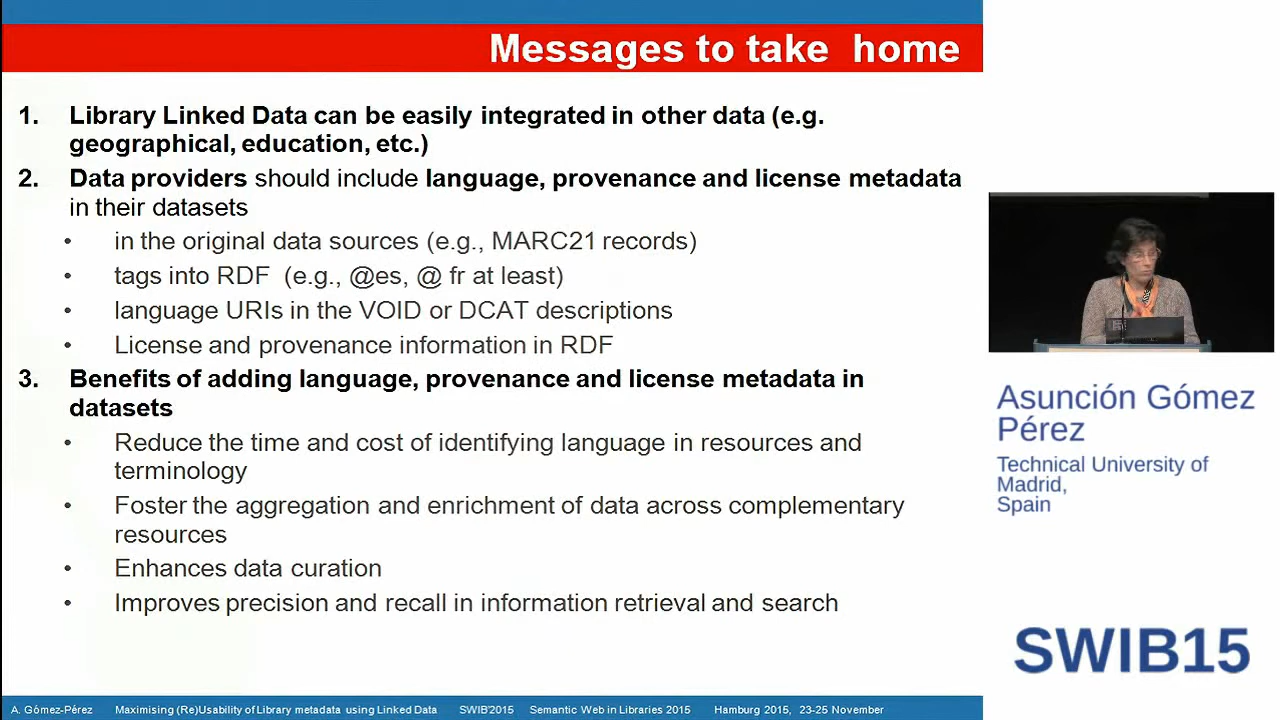 Messages to take home
1. Library Linked Data can be easily integrated in other data (e.g.
geographical, education, etc.)
2. Data providers should include language, provenance and license metadata
in their datasets
• in the original data sources (e.g., MARC21 records)
• tags into RDF (e.g., @es, @ fr at least)
• language URIs in the VOID or DCAT descriptions
• License and provenance information in RDF
3. Benefits of adding language, provenance and license metadata in
datasets
• Reduce the time and cost of identifying language in resources and
terminology
• Foster the aggregation and enrichment of data across complementary
resources
• Enhances data curation
• Improves precision and recall in information retrieval and search
Asunción Gómez
Pérez
Technical University of
Madrid,
Spain
SWIB15
A. Gómez-Pérez Maximising (Re)Usability of Library metadata using Linked Data SWIB'2015 Semantic Web in Libraries 2015 Hamburg 2015, 23-25 November